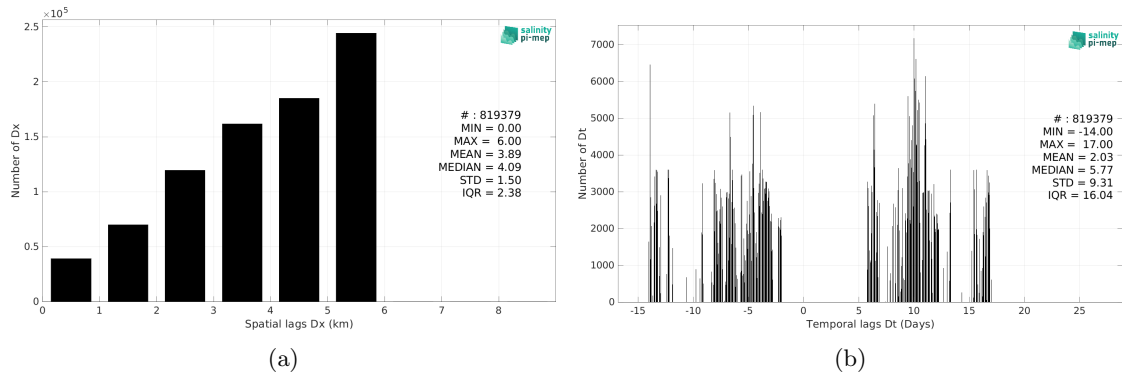 ×10⁵
2.5
2
1.5
1
0.5
0
0 1 2 3 4 5 6 7 8
Number of Dx
Spatial lags Dx (km)
salinity
pi-mep
# : 819379
MIN = 0.00
MAX = 6.00
MEAN = 3.89
MEDIAN = 4.09
STD = 1.50
IQR = 2.38
(a)
7000
6000
5000
4000
3000
2000
1000
0
-15 -10 -5 0 5 10 15 20 25
Number of Dt
Temporal lags Dt (Days)
salinity
pi-mep
# : 819379
MIN = -14.00
MAX = 17.00
MEAN = 2.03
MEDIAN = 5.77
STD = 9.31
IQR = 16.04
(b)